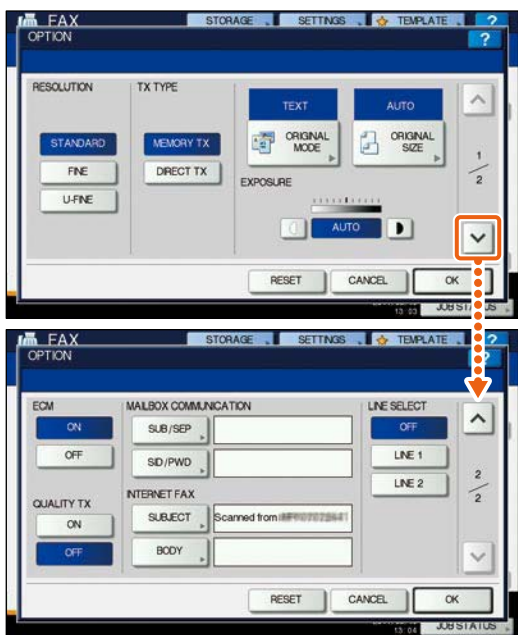 FAX STORAGE SETTINGS TEMPLATE ?
OPTION ?
RESOLUTION TX TYPE
TEXT AUTO
STANDARD MEMORY TX ORIGINAL MODE ORIGINAL SIZE
FINE DIRECT TX
1
2
U-FINE
EXPOSURE
AUTO
RESET CANCEL OK
13:03 JOB STATUS
FAX STORAGE SETTINGS TEMPLATE ?
OPTION
ECM MAILBOX COMMUNICATION LINE SELECT
ON SUB/SEP OFF
OFF SID/PWD LINE 1
LINE 2
2
2
QUALITY TX INTERNET FAX
ON SUBJECT Scanned from
OFF BODY
RESET CANCEL OK
13:04 JOB STATUS